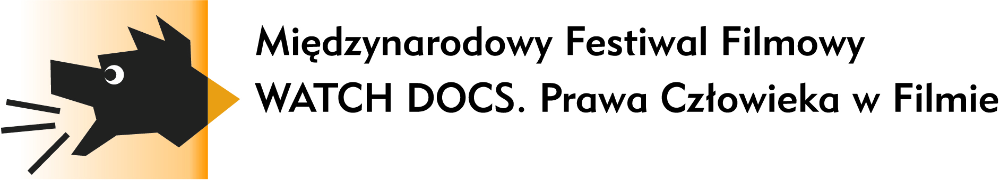 Międzynarodowy Festiwal Filmowy
WATCH DOCS. Prawa Człowieka w Filmie